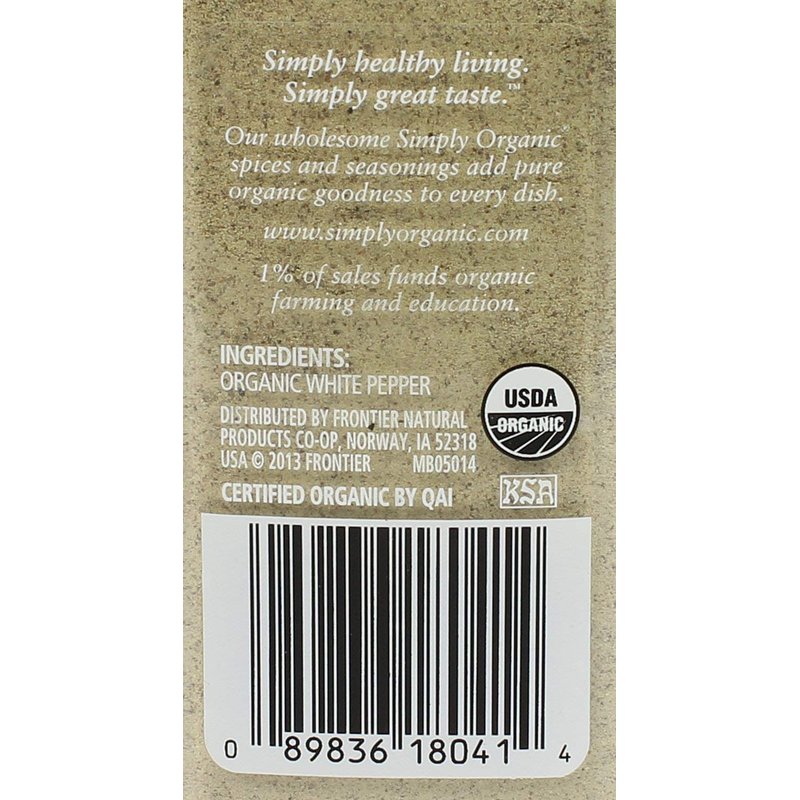 Simply healthy living.
Simply great taste.™
Our wholesome Simply Organic®
spices and seasonings add pure
organic goodness to every dish.
www.simplyorganic.com
1% of sales funds organic
farming and education.
INGREDIENTS:
ORGANIC WHITE PEPPER
DISTRIBUTED BY FRONTIER NATURAL
PRODUCTS CO-OP, NORWAY, IA 52318
USA © 2013 FRONTIER MB05014
CERTIFIED ORGANIC BY QAI
USDA
ORGANIC
KSA
0 89836 18041 4